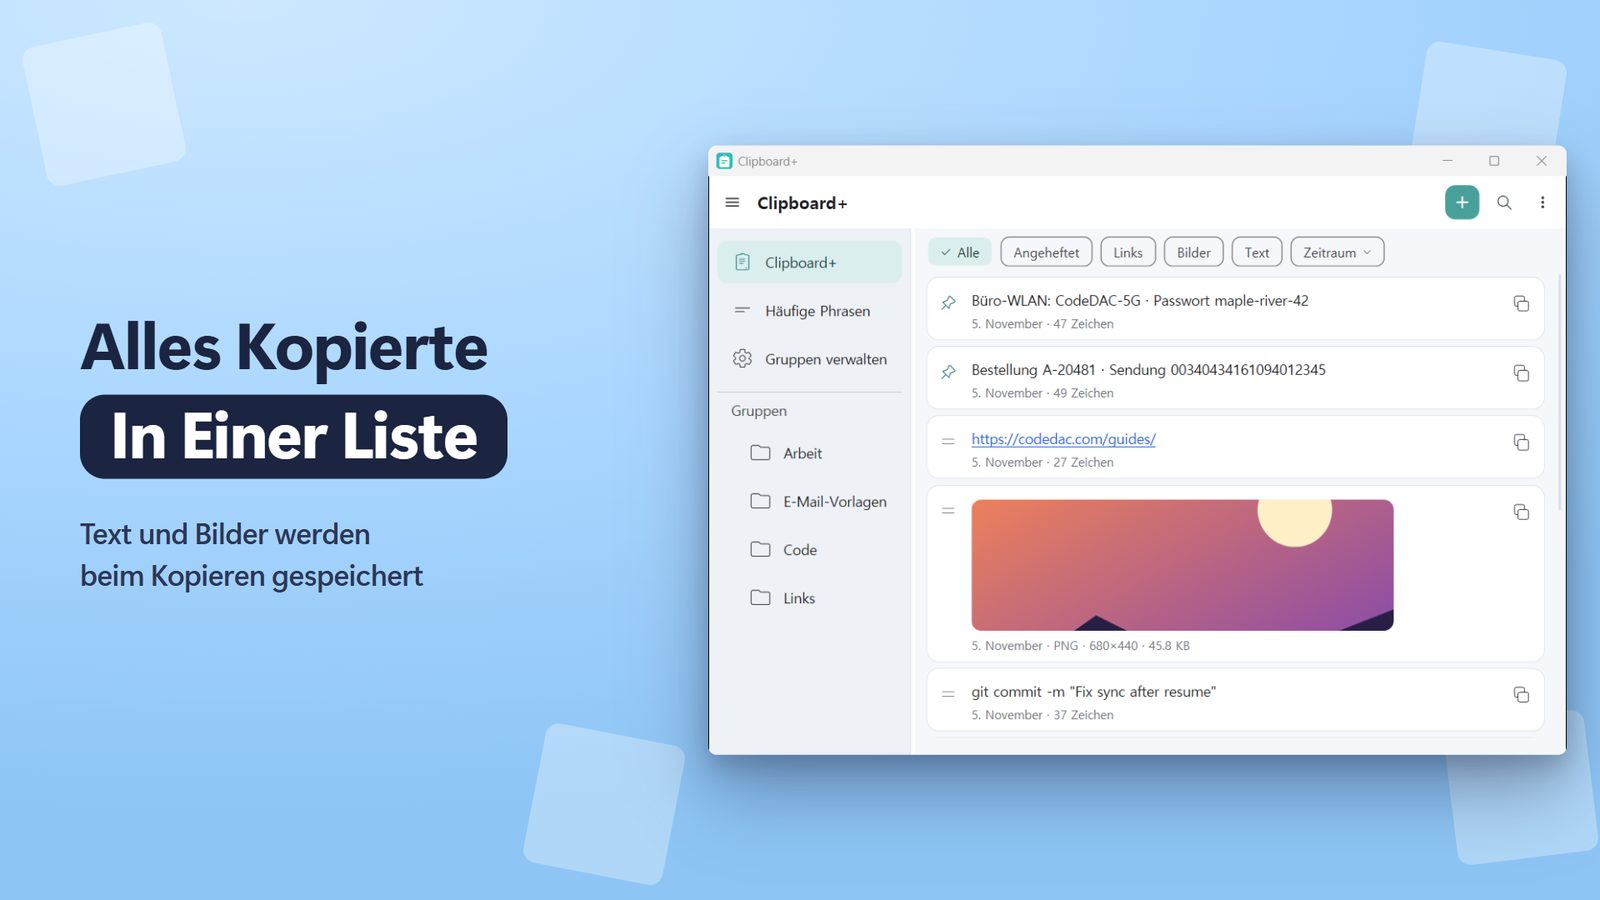 Alles Kopierte
In Einer Liste
Text und Bilder werden
beim Kopieren gespeichert
Clipboard+
Clipboard+
Clipboard+
Häufige Phrasen
Gruppen verwalten
Gruppen
Arbeit
E-Mail-Vorlagen
Code
Links
Alle Angeheftet Links Bilder Text Zeitraum
Büro-WLAN: CodeDAC-5G · Passwort maple-river-42
5. November · 47 Zeichen
Bestellung A-20481 · Sendung 00340434161094012345
5. November · 49 Zeichen
https://codedac.com/guides/
5. November · 27 Zeichen
5. November · PNG · 680×440 · 45.8 KB
git commit -m "Fix sync after resume"
5. November · 37 Zeichen